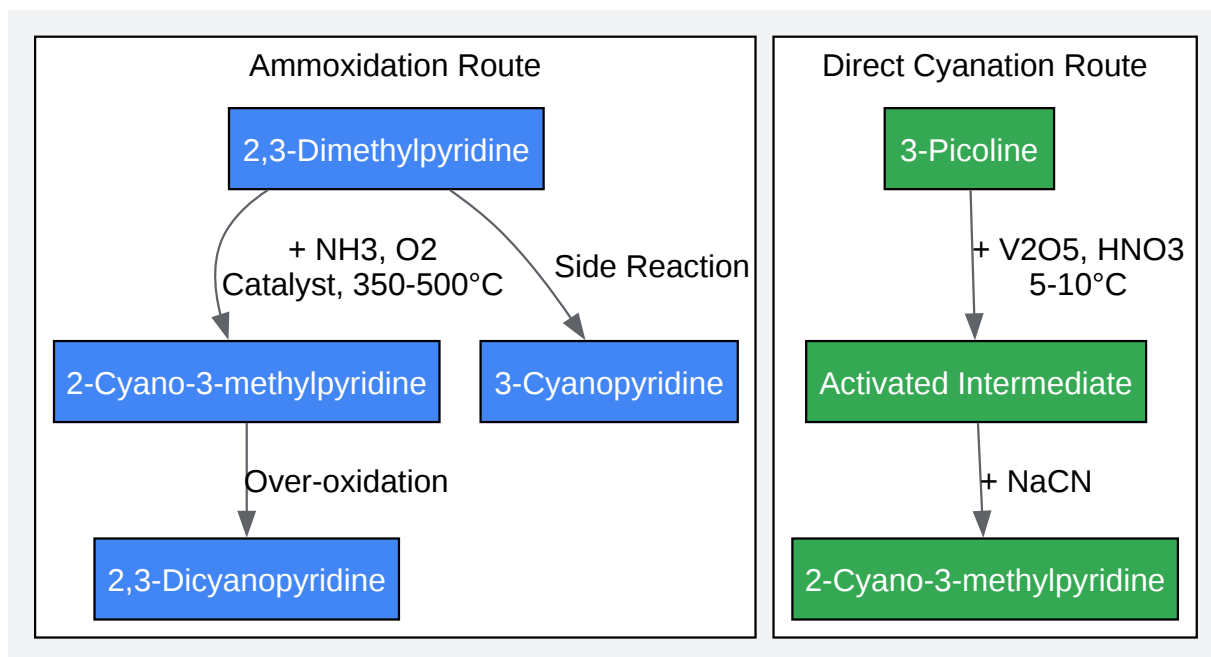 Ammoxidation Route
2,3-Dimethylpyridine
+ NH3, O2
Catalyst, 350-500°C
Side Reaction
2-Cyano-3-methylpyridine
3-Cyanopyridine
Over-oxidation
2,3-Dicyanopyridine
Direct Cyanation Route
3-Picoline
+ V2O5, HNO3
5-10°C
Activated Intermediate
+ NaCN
2-Cyano-3-methylpyridine